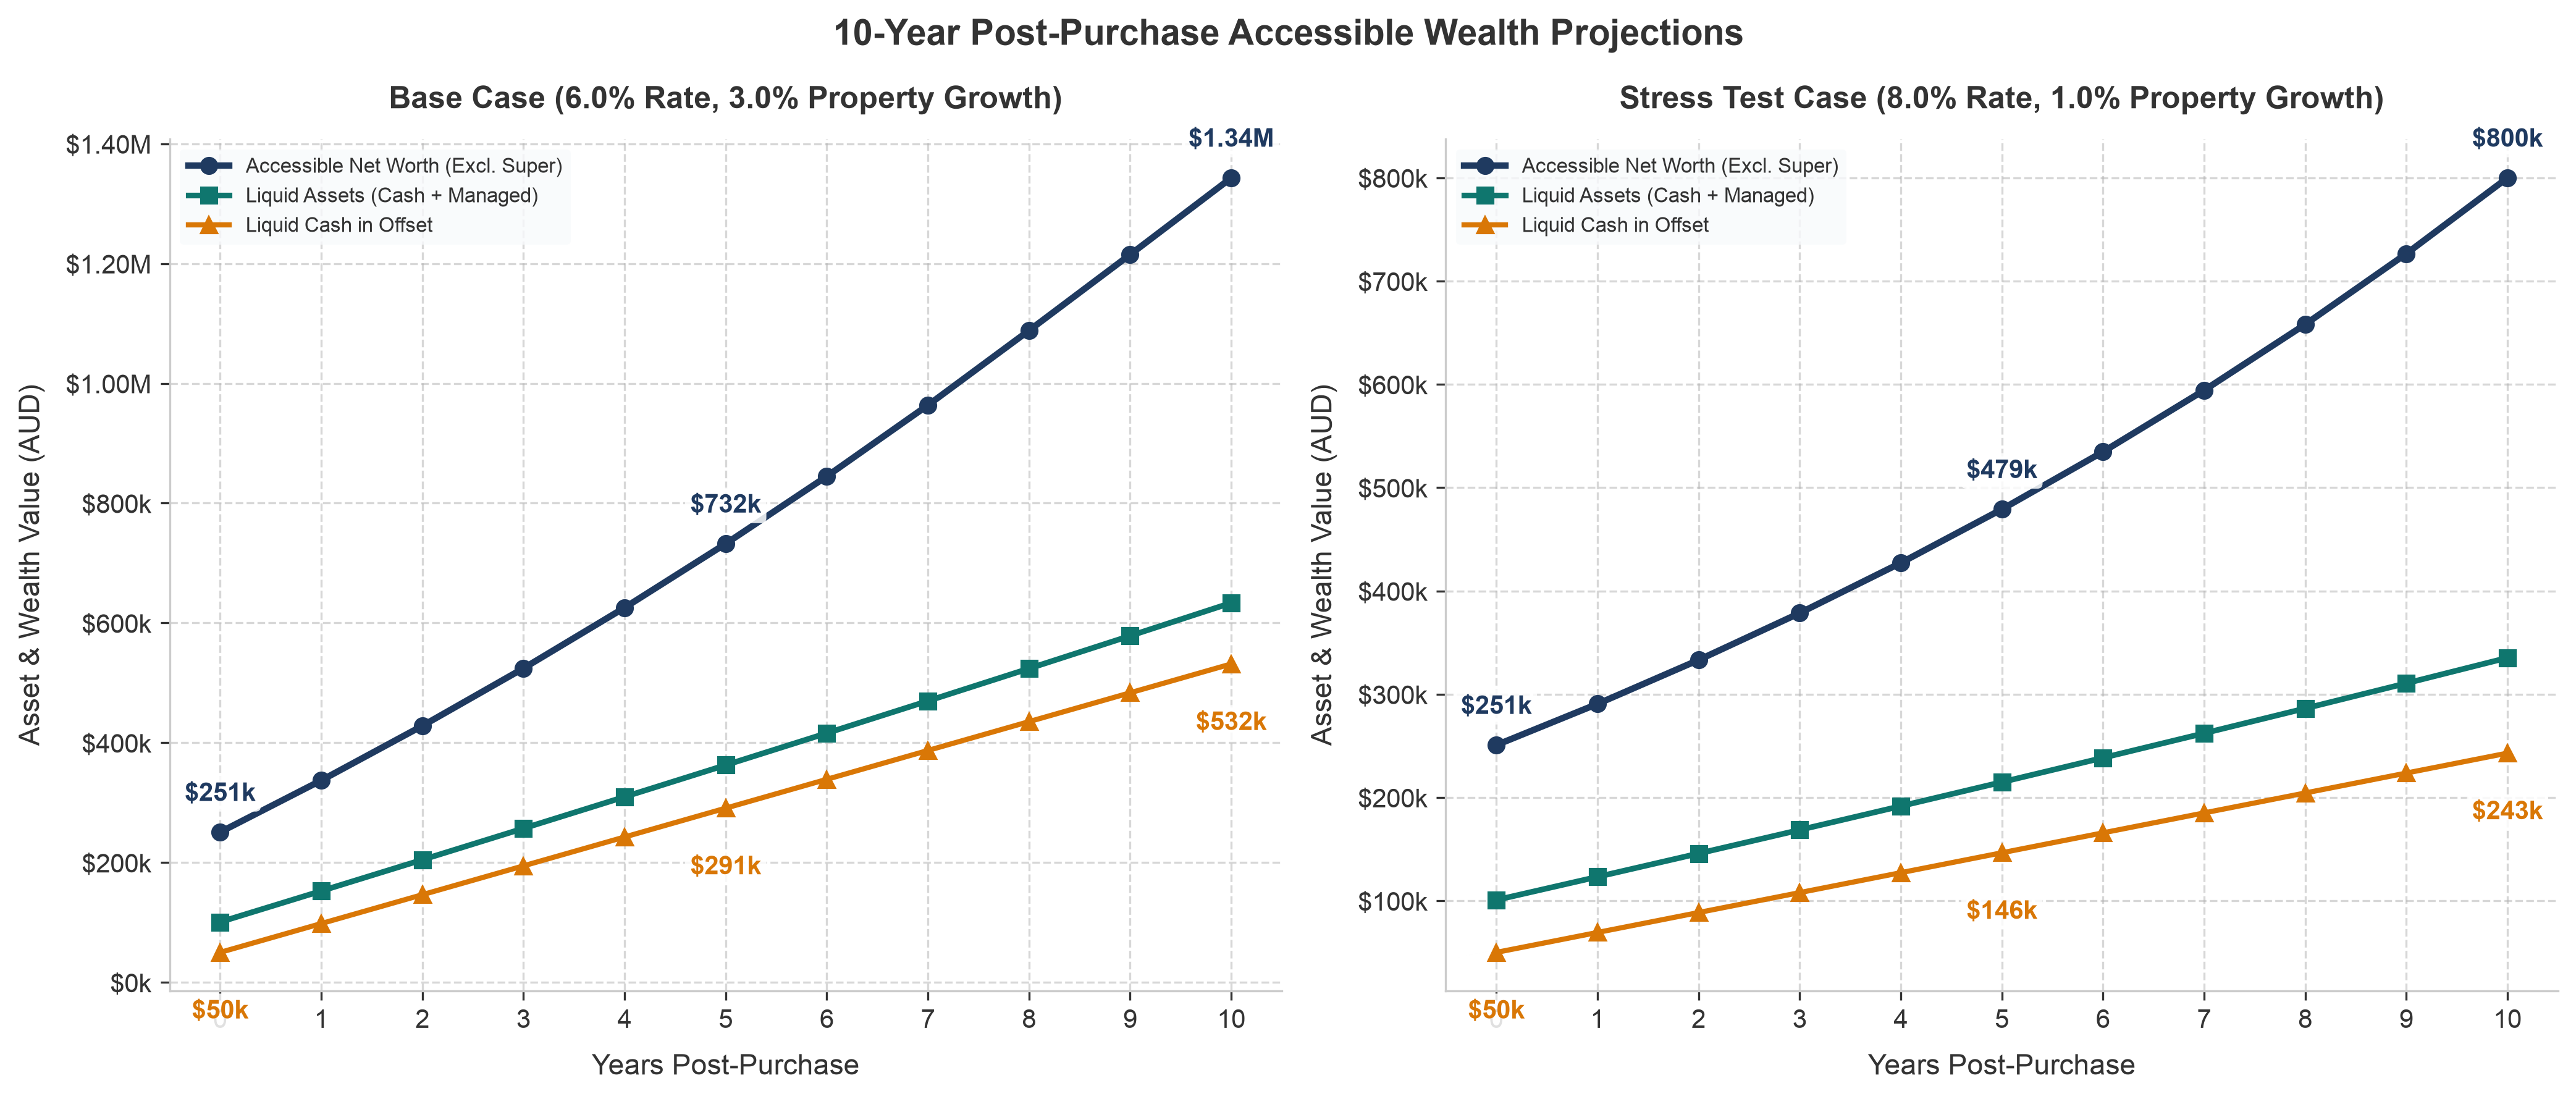 10-Year Post-Purchase Accessible Wealth Projections
Base Case (6.0% Rate, 3.0% Property Growth)
Asset & Wealth Value (AUD)
$1.40M
$1.20M
$1.00M
$800k
$600k
$400k
$200k
$0k
Accessible Net Worth (Excl. Super)
Liquid Assets (Cash + Managed)
Liquid Cash in Offset
$1.34M
$732k
$251k
$532k
$291k
$50k
0 1 2 3 4 5 6 7 8 9 10
Years Post-Purchase
Stress Test Case (8.0% Rate, 1.0% Property Growth)
Asset & Wealth Value (AUD)
$800k
$700k
$600k
$500k
$400k
$300k
$200k
$100k
Accessible Net Worth (Excl. Super)
Liquid Assets (Cash + Managed)
Liquid Cash in Offset
$800k
$479k
$251k
$243k
$146k
$50k
0 1 2 3 4 5 6 7 8 9 10
Years Post-Purchase